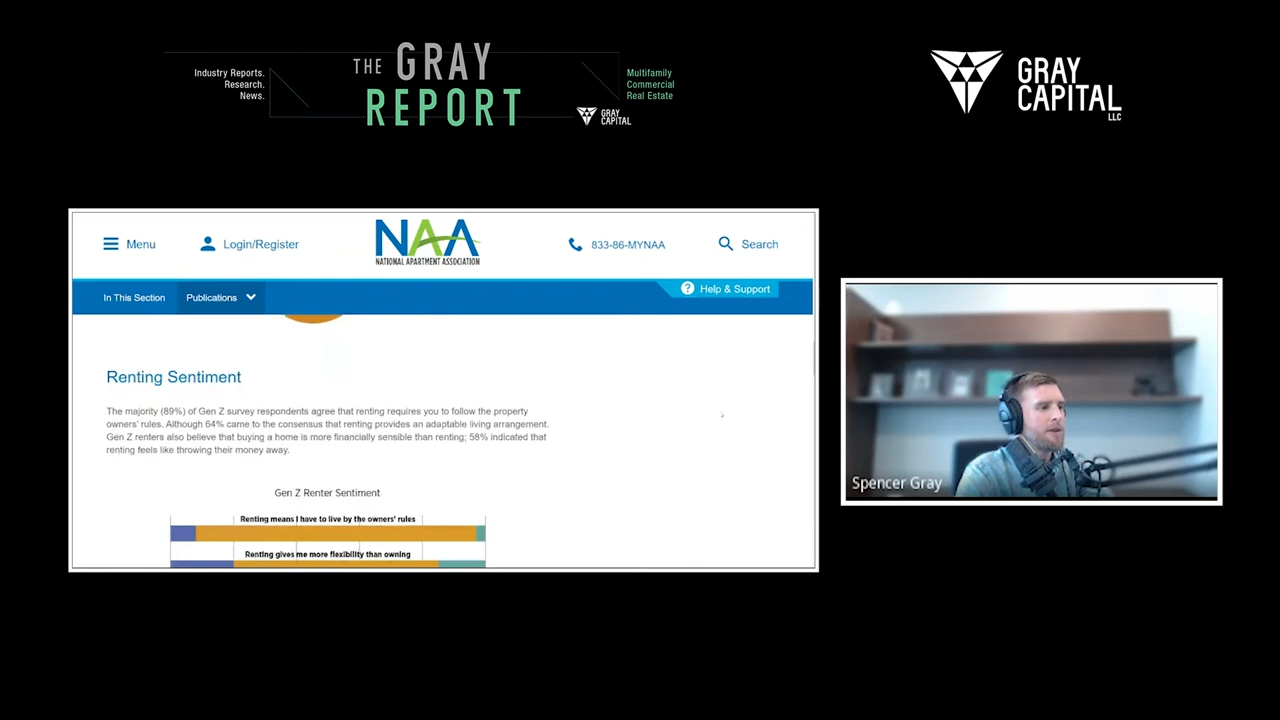 Industry Reports.
Research.
News.
THE GRAY
REPORT
Multifamily
Commercial
Real Estate
GRAY
CAPITAL
GRAY
CAPITAL
LLC
Menu
Login/Register
NAA
NATIONAL APARTMENT ASSOCIATION
833-86-MYNAA
Search
In This Section
Publications
? Help & Support
Renting Sentiment
The majority (89%) of Gen Z survey respondents agree that renting requires you to follow the property
owners' rules. Although 64% came to the consensus that renting provides an adaptable living arrangement.
Gen Z renters also believe that buying a home is more financially sensible than renting; 58% indicated that
renting feels like throwing their money away.
Gen Z Renter Sentiment
Renting means I have to live by the owners' rules
Renting gives me more flexibility than owning
Spencer Gray